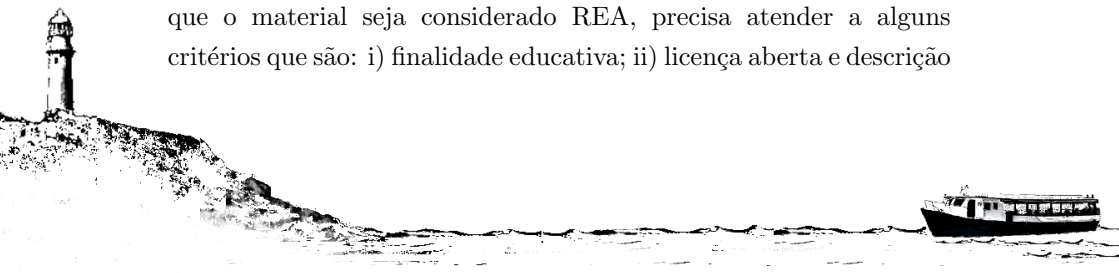 que o material seja considerado REA, precisa atender a alguns
critérios que são: i) finalidade educativa; ii) licença aberta e descrição